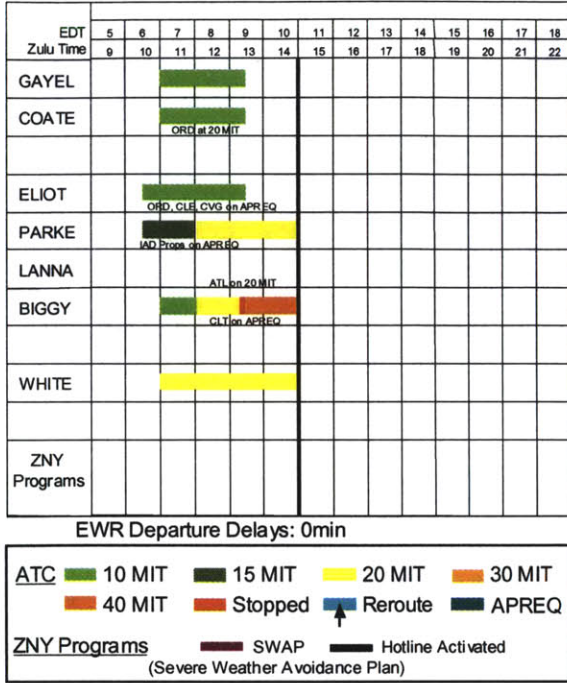 EDT 5 6 7 8 9 10 11 12 13 14 15 16 17 18
Zulu Time 9 10 11 12 13 14 15 16 17 18 19 20 21 22
GAYEL
COATE
ORD at 20 MIT
ELIOT
ORD, CLE, CVG on APREQ
PARKE
IAD Props on APREQ
LANNA
ATL on 20 MIT
BIGGY
CLT on APREQ
WHITE
ZNY
Programs
EWR Departure Delays: 0min
ATC 10 MIT 15 MIT 20 MIT 30 MIT
40 MIT Stopped Reroute APREQ
ZNY Programs SWAP Hotline Activated
(Severe Weather Avoidance Plan)